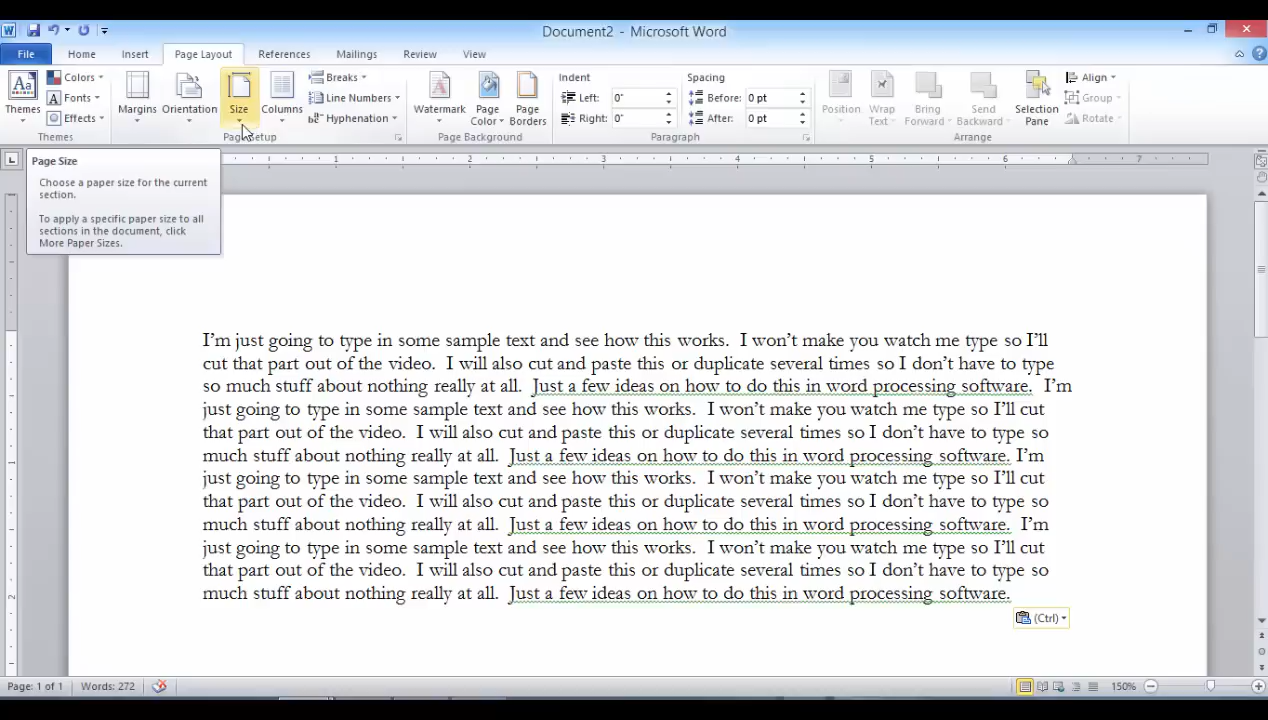 Document2 - Microsoft Word
File Home Insert Page Layout References Mailings Review View
Themes
Colors
Fonts
Effects
Themes
Margins
Orientation
Size
Columns
Breaks
Line Numbers
Hyphenation
Page Setup
Watermark
Page Color
Page Borders
Page Background
Indent
Left: 0"
Right: 0"
Spacing
Before: 0 pt
After: 0 pt
Paragraph
Position
Wrap Text
Bring Forward
Send Backward
Selection Pane
Align
Group
Rotate
Arrange
1 2 3 4 5 6 7
Page Size
Choose a paper size for the current
section.
To apply a specific paper size to all
sections in the document, click
More Paper Sizes.
I'm just going to type in some sample text and see how this works. I won't make you watch me type so I'll
cut that part out of the video. I will also cut and paste this or duplicate several times so I don't have to type
so much stuff about nothing really at all. Just a few ideas on how to do this in word processing software. I'm
just going to type in some sample text and see how this works. I won't make you watch me type so I'll cut
that part out of the video. I will also cut and paste this or duplicate several times so I don't have to type so
much stuff about nothing really at all. Just a few ideas on how to do this in word processing software. I'm
just going to type in some sample text and see how this works. I won't make you watch me type so I'll cut
that part out of the video. I will also cut and paste this or duplicate several times so I don't have to type so
much stuff about nothing really at all. Just a few ideas on how to do this in word processing software. I'm
just going to type in some sample text and see how this works. I won't make you watch me type so I'll cut
that part out of the video. I will also cut and paste this or duplicate several times so I don't have to type so
much stuff about nothing really at all. Just a few ideas on how to do this in word processing software.
(Ctrl)
1
2
Page: 1 of 1 Words: 272 150%